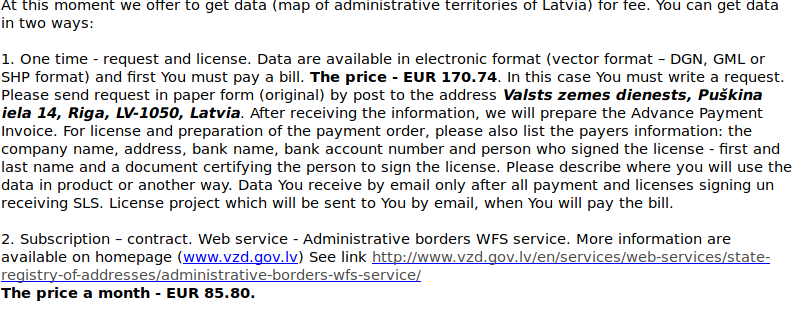 At this moment we offer to get data (map of administrative territories of Latvia) for fee. You can get data
in two ways:
1. One time - request and license. Data are available in electronic format (vector format – DGN, GML or
SHP format) and first You must pay a bill. The price - EUR 170.74. In this case You must write a request.
Please send request in paper form (original) by post to the address Valsts zemes dienests, Puškina
iela 14, Riga, LV-1050, Latvia. After receiving the information, we will prepare the Advance Payment
Invoice. For license and preparation of the payment order, please also list the payers information: the
company name, address, bank name, bank account number and person who signed the license - first and
last name and a document certifying the person to sign the license. Please describe where you will use the
data in product or another way. Data You receive by email only after all payment and licenses signing un
receiving SLS. License project which will be sent to You by email, when You will pay the bill.
2. Subscription – contract. Web service - Administrative borders WFS service. More information are
available on homepage (www.vzd.gov.lv) See link http://www.vzd.gov.lv/en/services/web-services/state-
registry-of-addresses/administrative-borders-wfs-service/
The price a month - EUR 85.80.